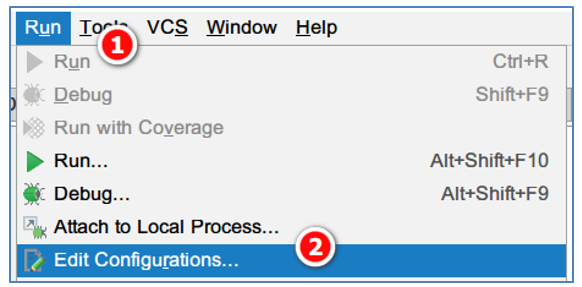 Run Tools VCS Window Help
1
Run Ctrl+R
Debug Shift+F9
Run with Coverage
Run... Alt+Shift+F10
Debug... Alt+Shift+F9
Attach to Local Process...
2
Edit Configurations...